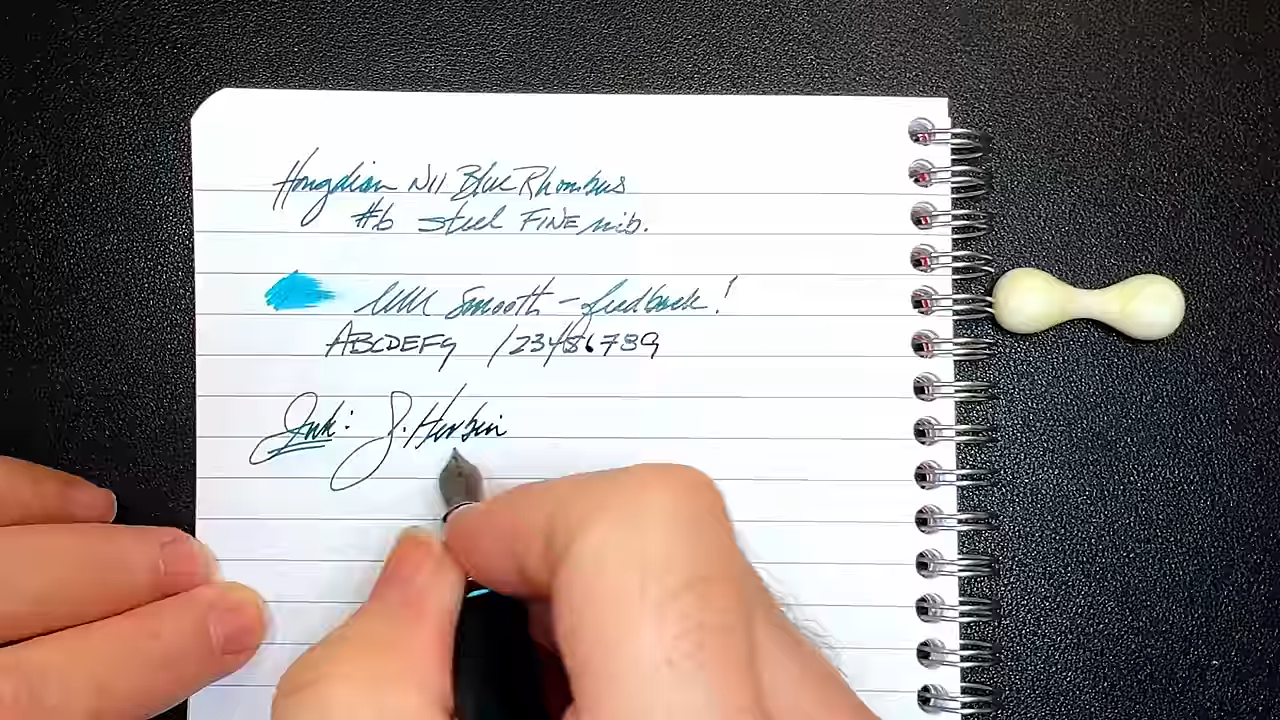 Hongdian N11 Blue Rhombus
#6 steel FINE nib.
Smooth - feedback!
ABCDEFG 123456789
Ink: J. Herbin